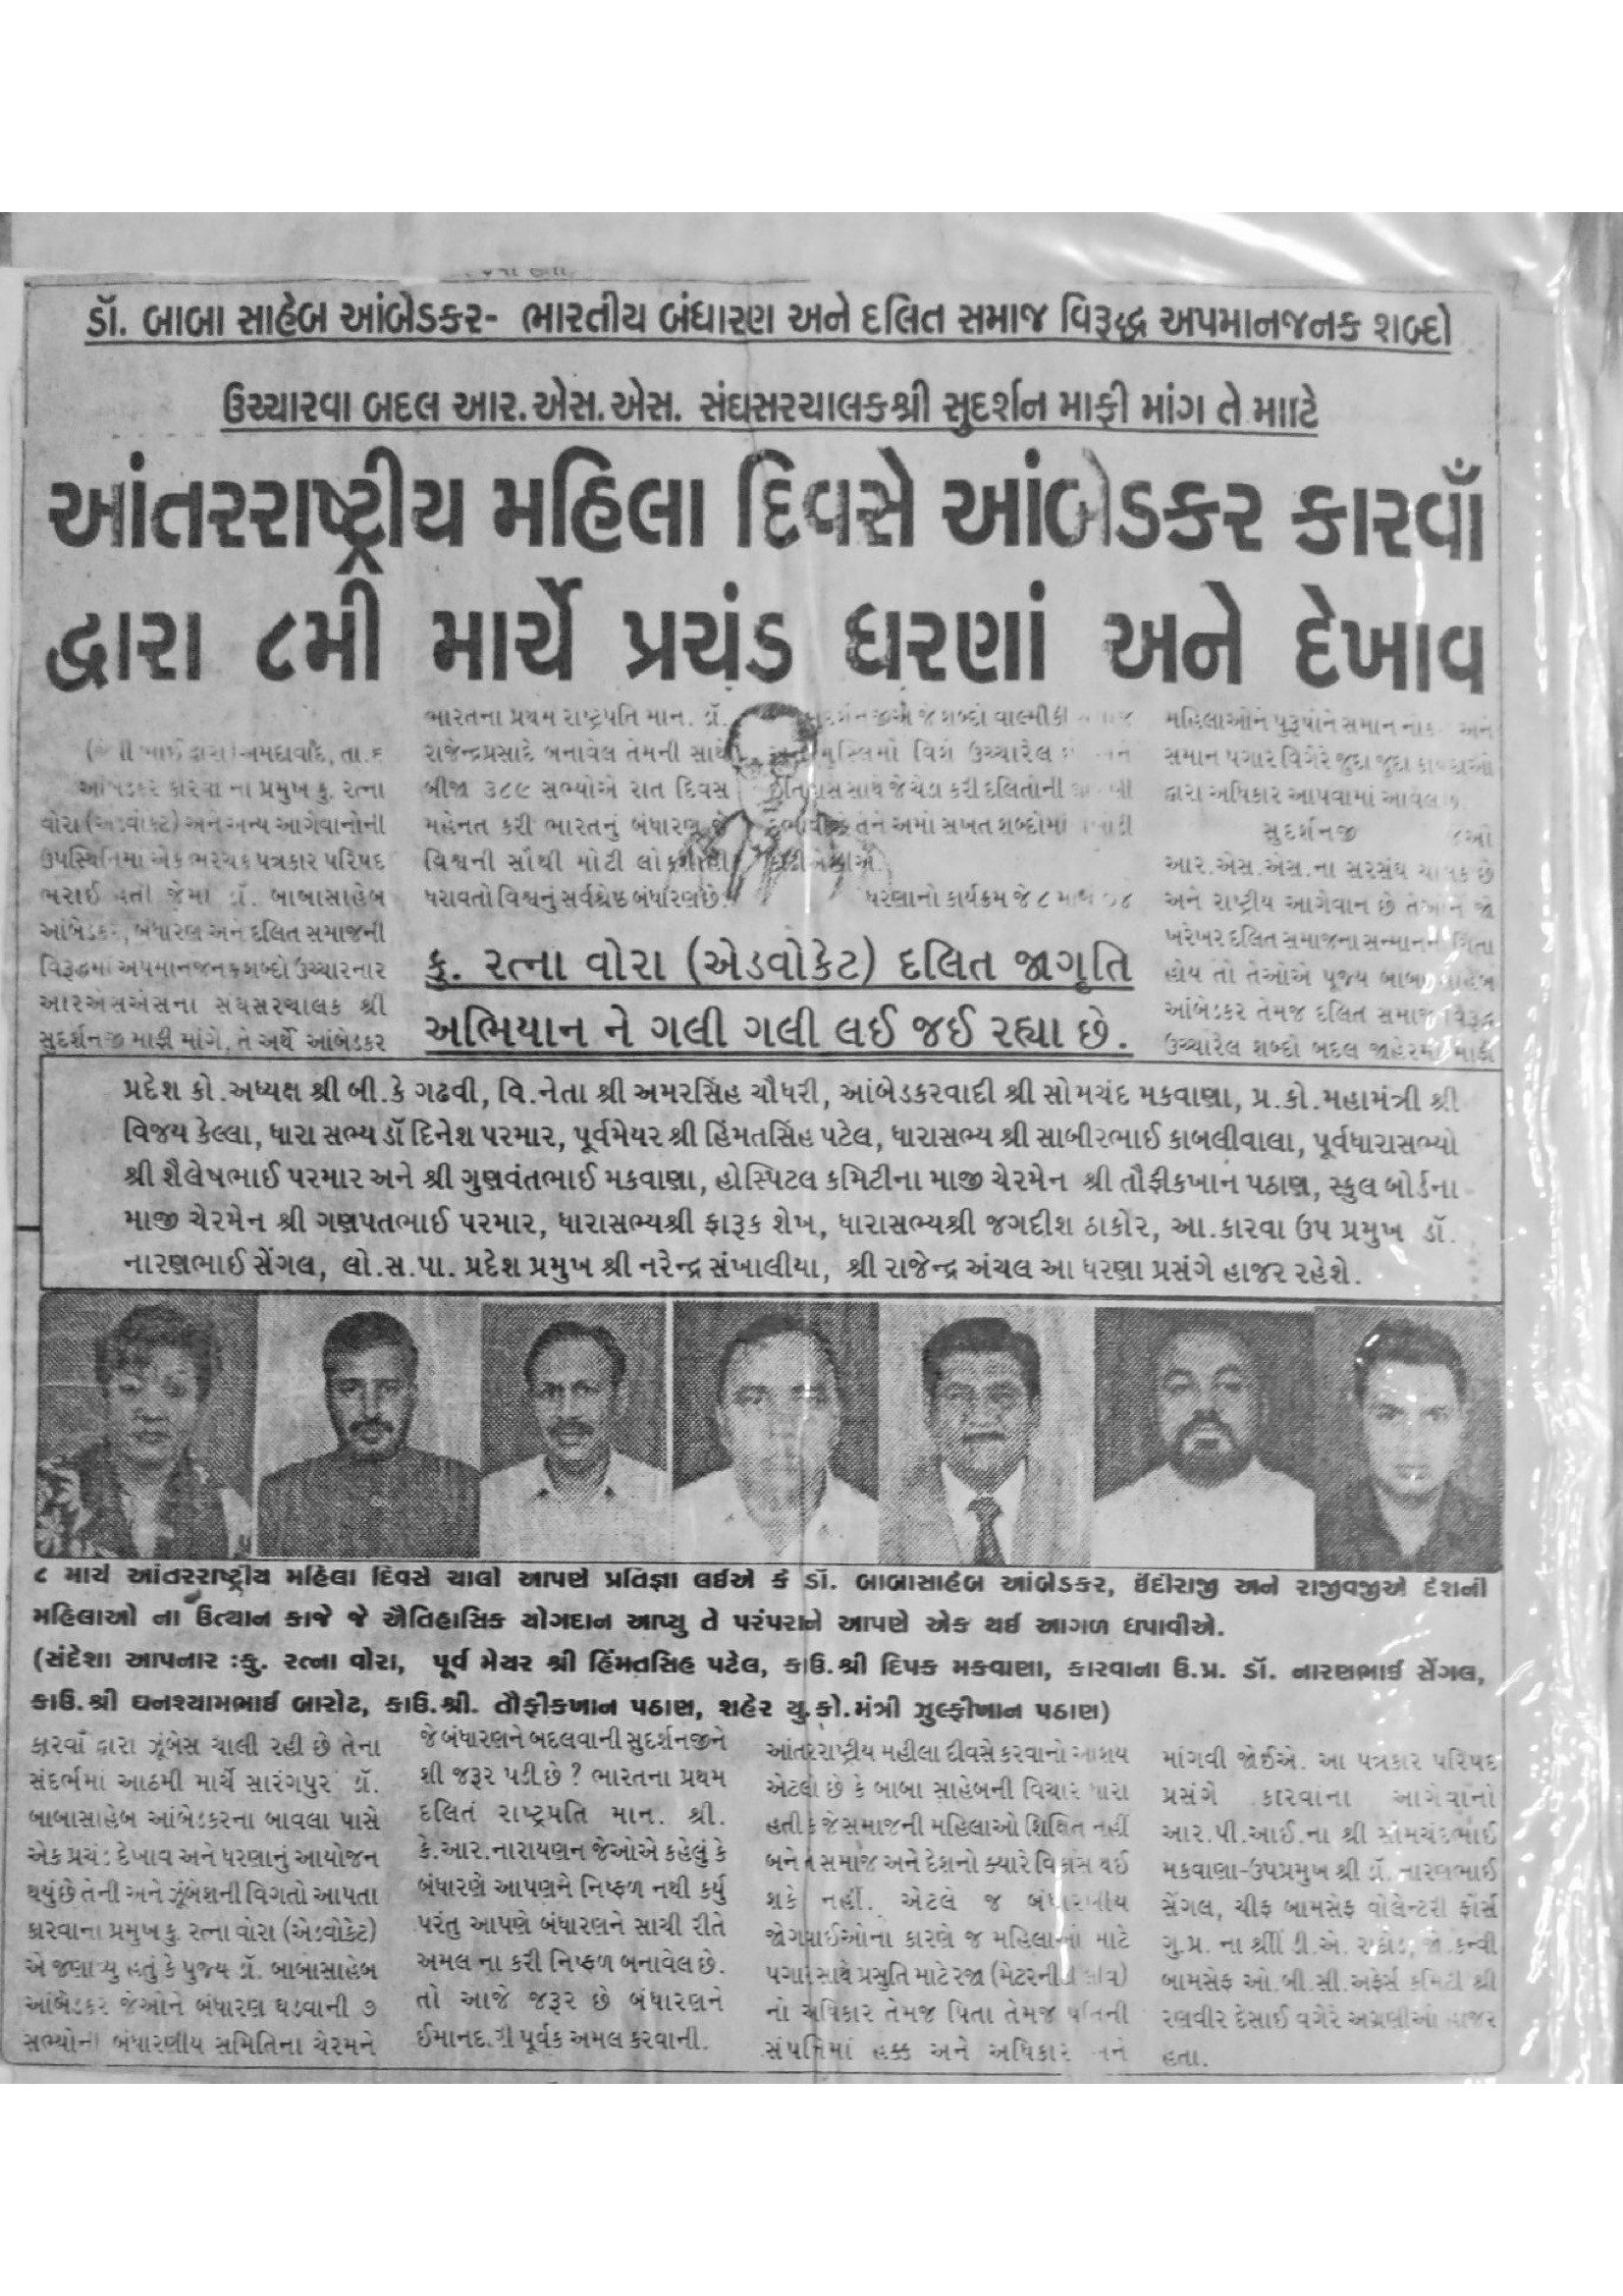 ડૉ. બાબા સાહેબ આંબેડકર- ભારતીય બંધારણ અને દલિત સમાજ વિરૂદ્ધ અપમાનજનક શબ્દો
ઉચ્ચારવા બદલ આર.એસ.એસ. સંઘસરચાલકશ્રી સુદર્શન માફી માંગ તે માાટે
આંતરરાષ્ટ્રીય મહિલા દિવસે આંબેડકર કારવાઁ
દ્વારા ૮મી માર્ચે પ્રચંડ ધરણાં અને દેખાવ
અમદાવાદ, તા.૬
ના પ્રમુખ કુ. રત્ના
વોરા (એડવોકેટ) અને અન્ય આગેવાનોની
ઉપસ્થિતિમા એક ભરચક પત્રકાર પરિષદ
ભરાઈ હતી જેમાં ડૉ. બાબાસાહેબ
આંબેડકર, બંધારણ અને દલિત સમાજની
વિરૂદ્ધમાં અપમાનજનક શબ્દો ઉચ્ચારનાર
આરએસએસના સંઘસરચાલક શ્રી
સુદર્શનજી માફી માંગે, તે અર્થે આંબેડકર
કારવાઁ દ્વારા ઝૂંબેસ ચાલી રહી છે તેના
સંદર્ભમાં આઠમી માર્ચે સારંગપુર ડૉ.
બાબાસાહેબ આંબેડકરના બાવલા પાસે
એક પ્રચંડ દેખાવ અને ધરણાનું આયોજન
થયું છે તેની અને ઝૂંબેશની વિગતો આપતા
કારવાના પ્રમુખ કુ. રત્ના વોરા (એડવોકેટ)
એ જણાવ્યુ હતું કે પુજ્ય ડૉ. બાબાસાહેબ
આંબેડકર જેઓને બંધારણ ઘડવાની ૭
સભ્યોની બંધારણીય સમિતિના ચેરમને
ભારતના પ્રથમ રાષ્ટ્રપતિ માન. ડૉ.
રાજેન્દ્રપ્રસાદે બનાવેલ તેમની સાથે
બીજા ૩૮૯ સભ્યોએ રાત દિવસ
મહેનત કરી ભારતનું બંધારણ જે
વિશ્વની સૌથી મોટી લોકશાહી
ધરાવતો વિશ્વનું સર્વશ્રેષ્ઠ બંધારણ છે.
જે બંધારણને બદલવાની સુદર્શનજીને
શી જરૂર પડી છે ? ભારતના પ્રથમ
દલિત રાષ્ટ્રપતિ માન. શ્રી.
કે.આર.નારાયણન જેઓએ કહેલું કે
બંધારણે આપણને નિષ્ફળ નથી કર્યુ
પરંતુ આપણે બંધારણને સાચી રીતે
અમલ ના કરી નિષ્ફળ બનાવેલ છે.
તો આજે જરૂર છે બંધારણને
ઈમાનદારી પૂર્વક અમલ કરવાની.
સુદર્શનજીએ જે શબ્દો વાલ્મીકી
મુસ્લિમો વિશે ઉચ્ચારેલ
ઈતિહાસ સાથે જે ચેડા કરી દલિતોની
તેને અમો સખત શબ્દોમાં
ધરણાનો કાર્યક્રમ જે ૮ માર્ચ ૦૪
આંતરરાષ્ટ્રીય મહીલા દીવસે કરવાનો આશય
એટલો છે કે બાબા સાહેબની વિચાર ધારા
હતી કે જે સમાજની મહિલાઓ શિક્ષિત નહીં
બને તે સમાજ અને દેશનો ક્યારે વિકાસ થઈ
શકે નહીં. એટલે જ બંધારણીય
જોગવાઈઓના કારણે જ મહિલાઓ માટે
પગાર સાથે પ્રસુતિ માટે રજા (મેટરનીટી લીવ)
નો અધિકાર તેમજ પિતા તેમજ પતિની
સંપત્તિમાં હક્ક અને અધિકાર અને
મહિલાઓને પુરૂષોને સમાન અને
સમાન પગાર વિગેરે જુદા જુદા કાયદાઓ
દ્વારા અધિકાર આપવામાં આવેલ છે.
સુદર્શનજી
આર.એસ.એસ.ના સરસંઘ ચાલક છે
અને રાષ્ટ્રીય આગેવાન છે તેઓને જો
ખરેખર દલિત સમાજના સન્માનની ચિંતા
હોય તો તેઓએ પૂજ્ય બાબા સાહેબ
આંબેડકર તેમજ દલિત સમાજ વિરૂદ્ધ
ઉચ્ચારેલ શબ્દો બદલ જાહેરમાં માફી
માંગવી જોઈએ. આ પત્રકાર પરિષદ
પ્રસંગે કારવાના આગેવાનો
આર.પી.આઈ.ના શ્રી સોમચંદભાઈ
મકવાણા-ઉપપ્રમુખ શ્રી ડૉ. નારણભાઈ
સેંગલ, ચીફ બામસેફ વોલેન્ટરી ફોર્સ
ગુ.પ્ર. ના શ્રી ડી.એ. રાઠોડ, જો.કન્વી
બામસેફ ઓ.બી.સી.અફેર્સ કમિટી શ્રી
રણવીર દેસાઈ વગેરે અગ્રણીઓ હાજર
હતા.
કુ. રત્ના વોરા (એડવોકેટ) દલિત જાગૃતિ
અભિયાન ને ગલી ગલી લઈ જઈ રહ્યા છે.
પ્રદેશ કો.અધ્યક્ષ શ્રી બી.કે ગઢવી, વિ.નેતા શ્રી અમરસિંહ ચૌધરી, આંબેડકરવાદી શ્રી સોમચંદ મકવાણા, પ્ર.કો.મહામંત્રી શ્રી
વિજય કેલ્લા, ધારા સભ્ય ડૉ દિનેશ પરમાર, પૂર્વમેયર શ્રી હિંમતસિંહ પટેલ, ધારાસભ્ય શ્રી સાબીરભાઈ કાબલીવાલા, પૂર્વધારાસભ્યો
શ્રી શૈલેષભાઈ પરમાર અને શ્રી ગુણવંતભાઈ મકવાણા, હોસ્પિટલ કમિટીના માજી ચેરમેન શ્રી તૌફીકખાન પઠાણ, સ્કુલ બોર્ડના
માજી ચેરમેન શ્રી ગણપતભાઈ પરમાર, ધારાસભ્યશ્રી ફારૂક શેખ, ધારાસભ્યશ્રી જગદીશ ઠાકોર, આ.કારવા ઉપ પ્રમુખ ડૉ.
નારણભાઈ સેંગલ, લો.સ.પા. પ્રદેશ પ્રમુખ શ્રી નરેન્દ્ર સંખાલીયા, શ્રી રાજેન્દ્ર અંચલ આ ધરણા પ્રસંગે હાજર રહેશે.
૮ માર્ચ આંતરરાષ્ટ્રીય મહિલા દિવસે ચાલો આપણે પ્રતિજ્ઞા લઈએ કે ડૉ. બાબાસાહેબ આંબેડકર, ઈંદીરાજી અને રાજીવજીએ દેશની
મહિલાઓ ના ઉત્થાન કાજે જે ઐતિહાસિક યોગદાન આપ્યુ તે પરંપરાને આપણે એક થઈ આગળ ધપાવીએ.
(સંદેશા આપનાર :કુ. રત્ના વોરા, પૂર્વ મેયર શ્રી હિંમતસિંહ પટેલ, કાઉ.શ્રી દિપક મકવાણા, કારવાના ઉ.પ્ર. ડૉ. નારણભાઈ સેંગલ,
કાઉ.શ્રી ઘનશ્યામભાઈ બારોટ, કાઉ.શ્રી. તૌફીકખાન પઠાણ, શહેર યુ.કો.મંત્રી ઝુલ્ફીખાન પઠાણ)